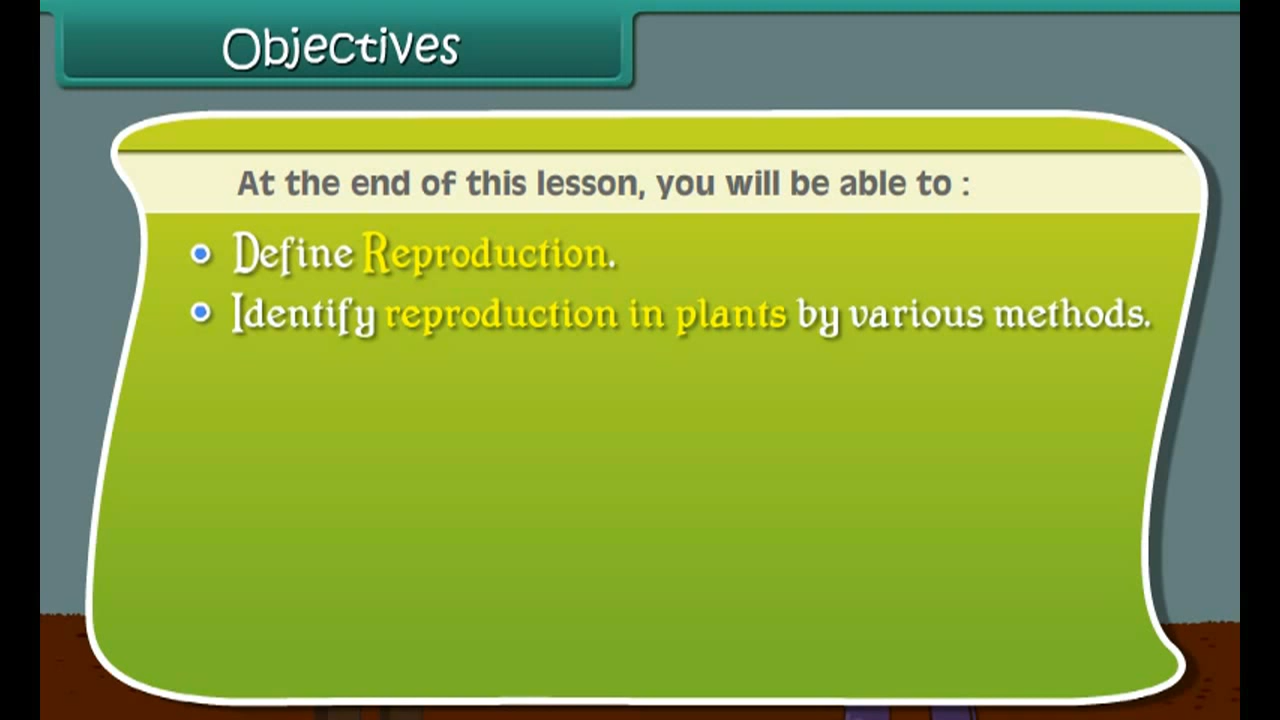 Objectives
At the end of this lesson, you will be able to :
Define Reproduction.
Identify reproduction in plants by various methods.